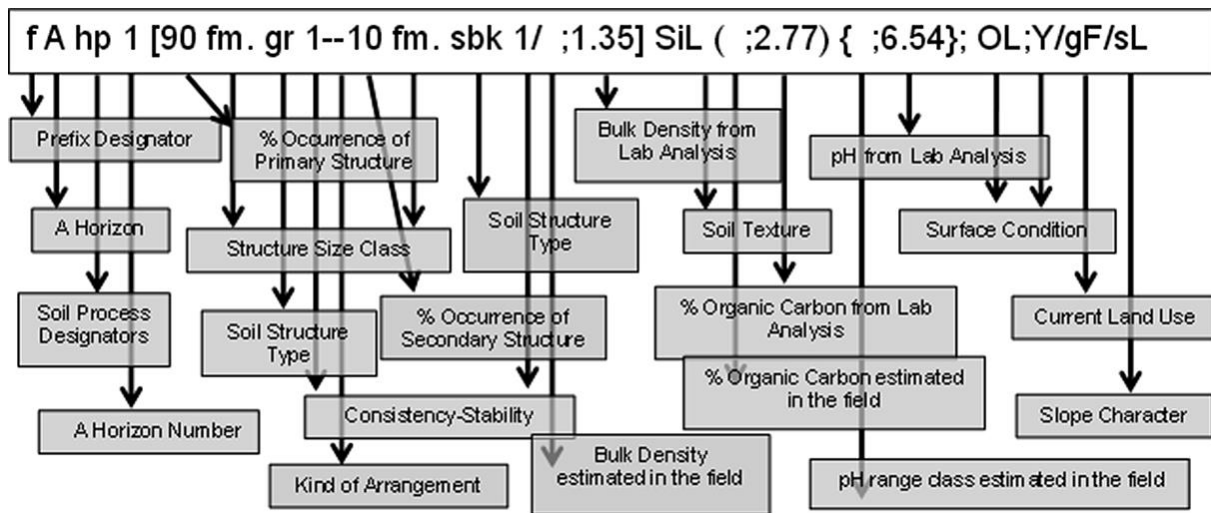 f A hp 1 [90 fm. gr 1--10 fm. sbk 1/ ;1.35] SiL ( ;2.77) { ;6.54}; OL;Y/gF/sL
Prefix Designator
% Occurrence of
Primary Structure
Bulk Density from
Lab Analysis
pH from Lab Analysis
A Horizon
Structure Size Class
Soil Structure
Type
Soil Texture
Surface Condition
Soil Process
Designators
Soil Structure
Type
% Occurrence of
Secondary Structure
% Organic Carbon from Lab
Analysis
Current Land Use
% Organic Carbon estimated
in the field
A Horizon Number
Consistency-Stability
Slope Character
Kind of Arrangement
Bulk Density
estimated in the field
pH range class estimated in the field